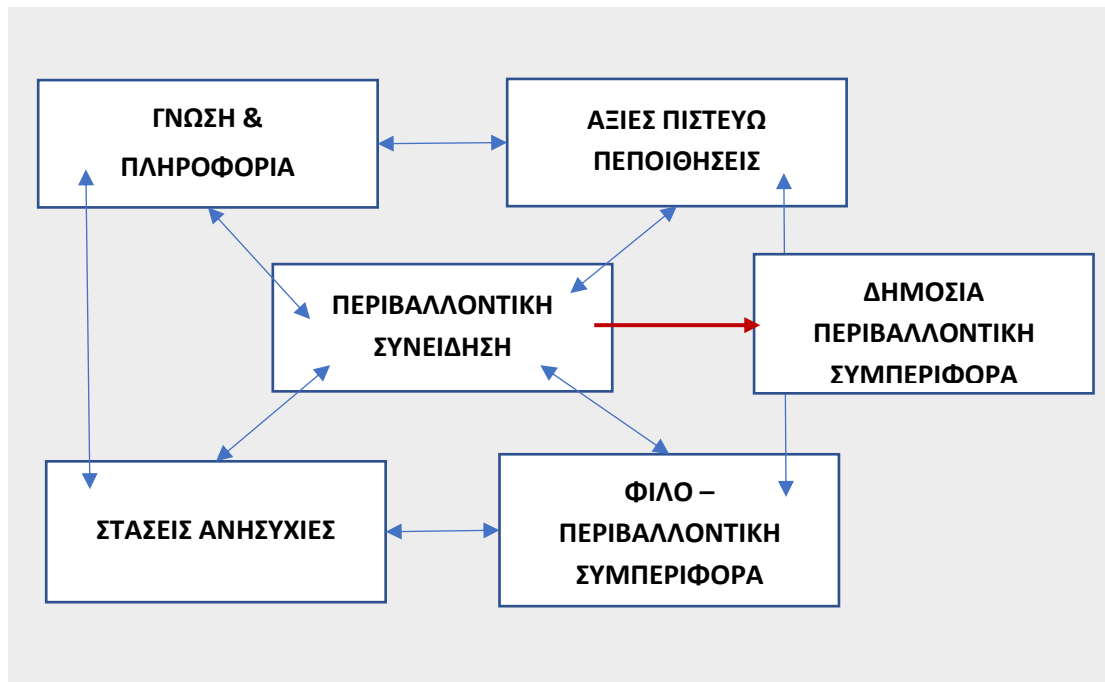 ΓΝΩΣΗ &
ΠΛΗΡΟΦΟΡΙΑ
ΑΞΙΕΣ ΠΙΣΤΕΥΩ
ΠΕΠΟΙΘΗΣΕΙΣ
ΠΕΡΙΒΑΛΛΟΝΤΙΚΗ
ΣΥΝΕΙΔΗΣΗ
ΔΗΜΟΣΙΑ
ΠΕΡΙΒΑΛΛΟΝΤΙΚΗ
ΣΥΜΠΕΡΙΦΟΡΑ
ΣΤΑΣΕΙΣ ΑΝΗΣΥΧΙΕΣ
ΦΙΛΟ –
ΠΕΡΙΒΑΛΛΟΝΤΙΚΗ
ΣΥΜΠΕΡΙΦΟΡΑ